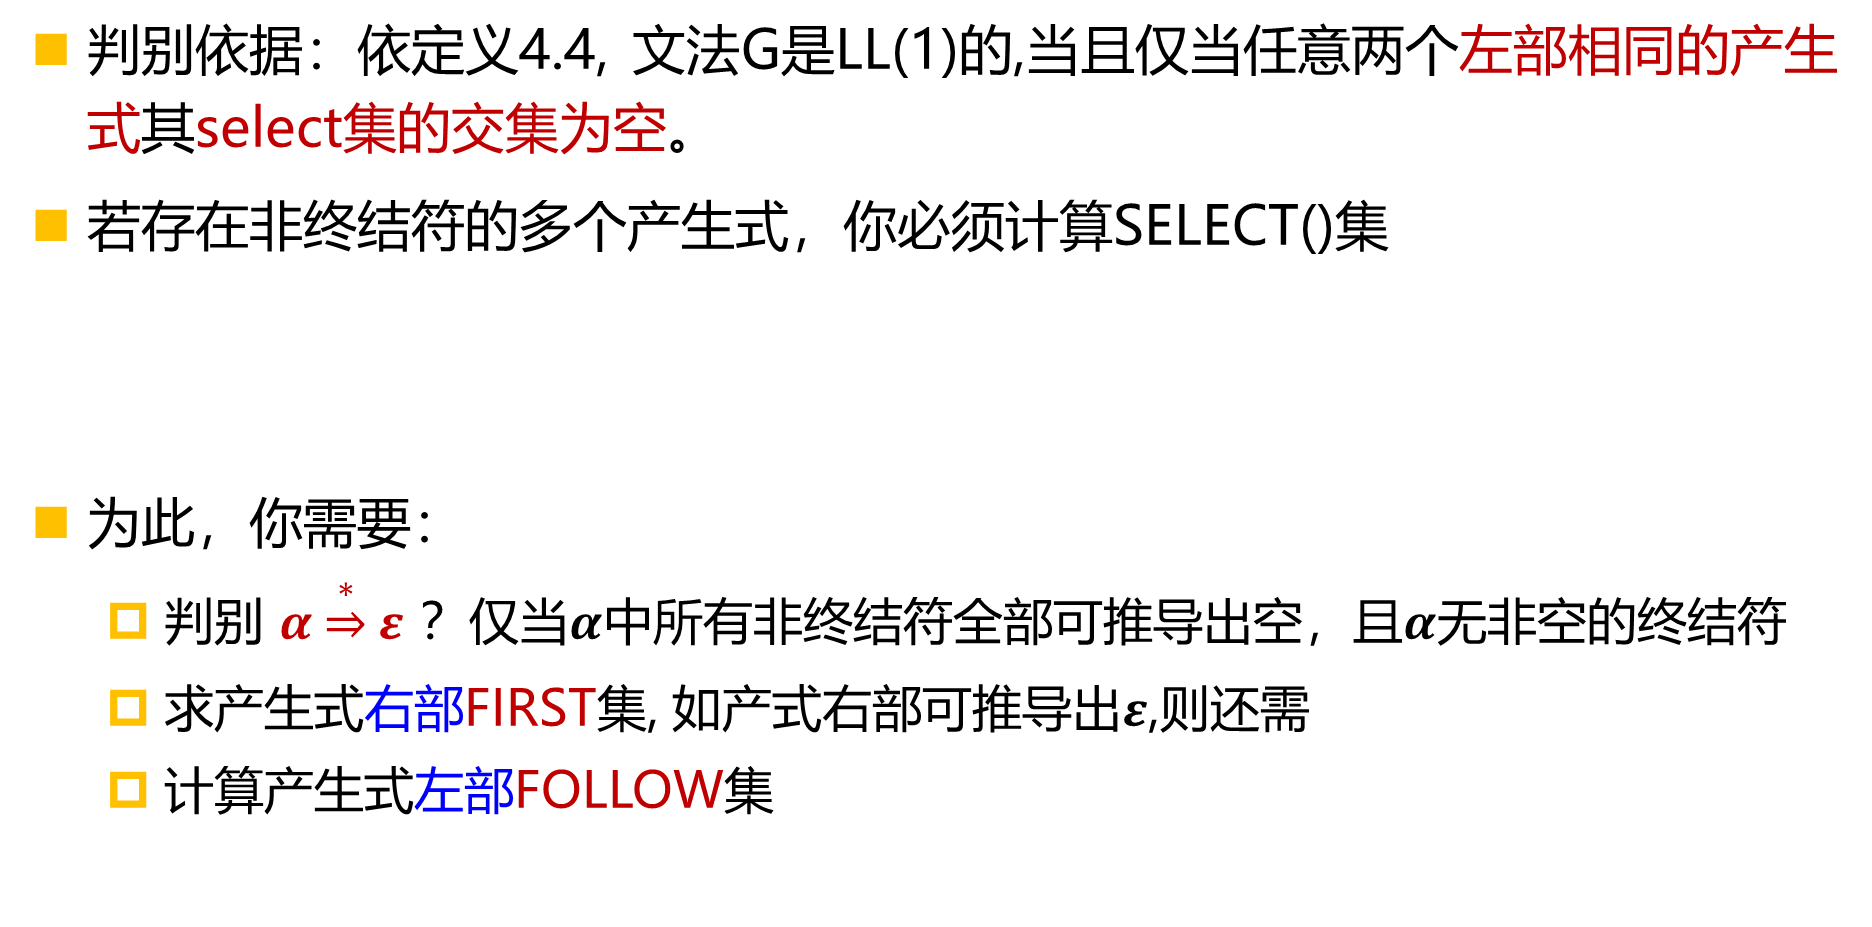 判别依据：依定义4.4, 文法G是LL(1)的,当且仅当任意两个左部相同的产生
式其select集的交集为空。
若存在非终结符的多个产生式，你必须计算SELECT()集
为此，你需要：
判别 α ⇒* ε ？仅当α中所有非终结符全部可推导出空，且α无非空的终结符
求产生式右部FIRST集, 如产式右部可推导出ε,则还需
计算产生式左部FOLLOW集